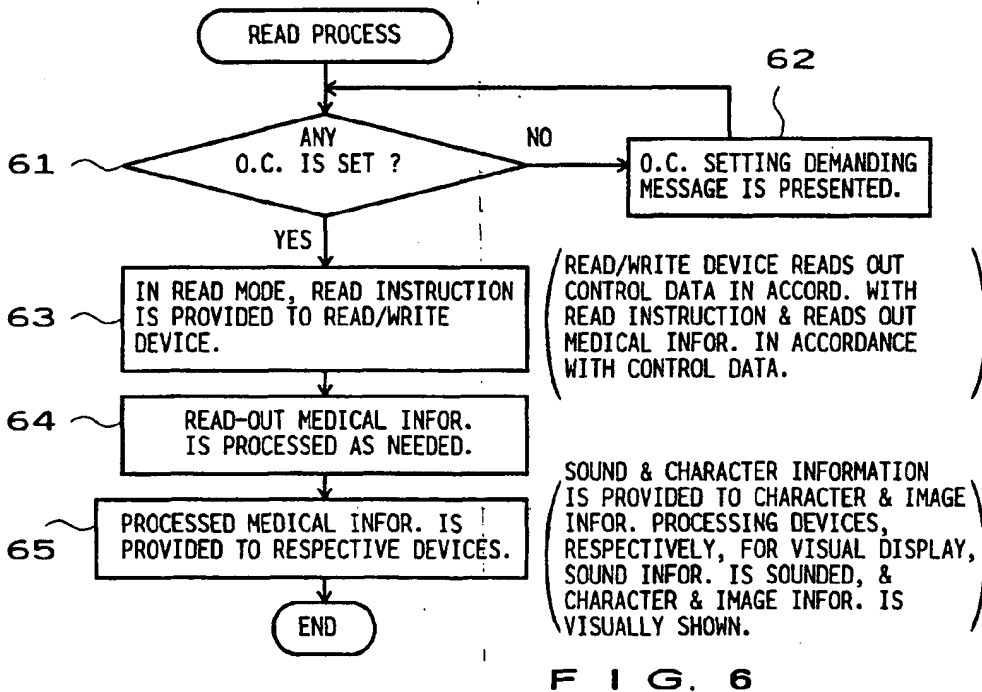 READ PROCESS
62
ANY
O.C. IS SET ?
NO
61
O.C. SETTING DEMANDING
MESSAGE IS PRESENTED.
YES
63
IN READ MODE, READ INSTRUCTION
IS PROVIDED TO READ/WRITE
DEVICE.
READ/WRITE DEVICE READS OUT
CONTROL DATA IN ACCORD. WITH
READ INSTRUCTION & READS OUT
MEDICAL INFOR. IN ACCORDANCE
WITH CONTROL DATA.
64
READ-OUT MEDICAL INFOR.
IS PROCESSED AS NEEDED.
65
PROCESSED MEDICAL INFOR. IS
PROVIDED TO RESPECTIVE DEVICES.
SOUND & CHARACTER INFORMATION
IS PROVIDED TO CHARACTER & IMAGE
INFOR. PROCESSING DEVICES,
RESPECTIVELY, FOR VISUAL DISPLAY,
SOUND INFOR. IS SOUNDED, &
CHARACTER & IMAGE INFOR. IS
VISUALLY SHOWN.
END
FIG. 6